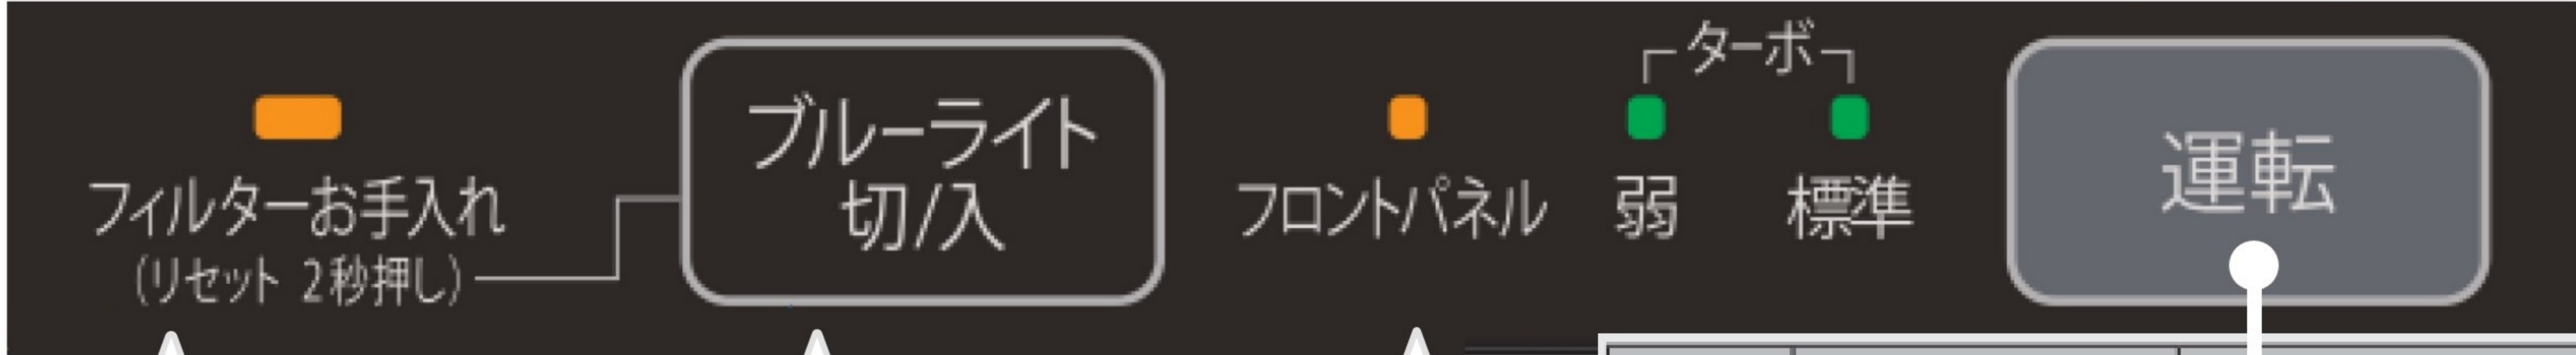 フィルターお手入れ
(リセット 2秒押し)
ブルーライト
切/入
フロントパネル
ターボ
弱
標準
運転